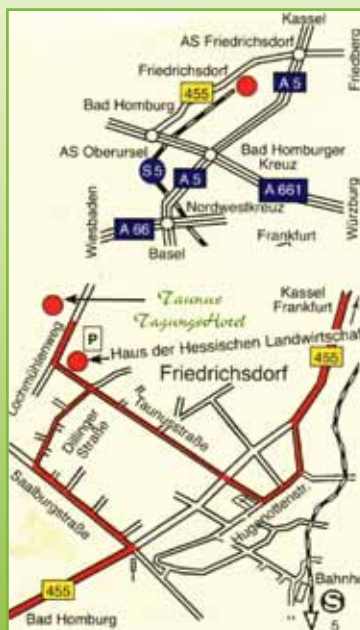 Kassel
AS Friedrichsdorf
Friedberg
Friedrichsdorf
A 5
455
Bad Homburg
AS Oberursel
Bad Homburger
Kreuz
S 5
A 5
A 661
Nordwestkreuz
Wiesbaden
A 66
Würzburg
Frankfurt
Basel
Taunus
TagungsHotel
Kassel
Frankfurt
P
Lochmühlenweg
Haus der Hessischen Landwirtschaft
455
Friedrichsdorf
Taunusstraße
Dillinger
Straße
Saalburgstraße
Hugenottenstr.
455
Bahnho
S
5
Bad Homburg